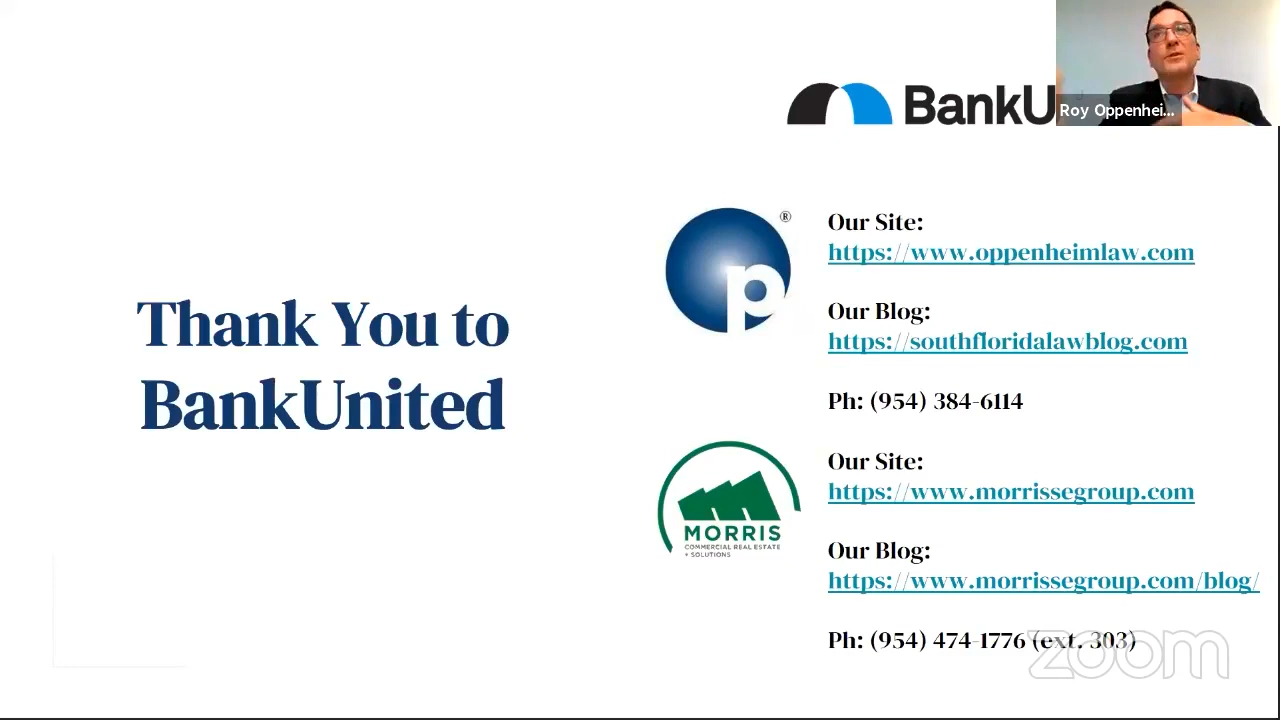 BankU
Roy Oppenhei...
®
p
Our Site:
https://www.oppenheimlaw.com
Our Blog:
https://southfloridalawblog.com
Ph: (954) 384-6114
Thank You to
BankUnited
MORRIS
COMMERCIAL REAL ESTATE
+ SOLUTIONS
Our Site:
https://www.morrissegroup.com
Our Blog:
https://www.morrissegroup.com/blog/
Ph: (954) 474-1776 (ext. 303)
zoom